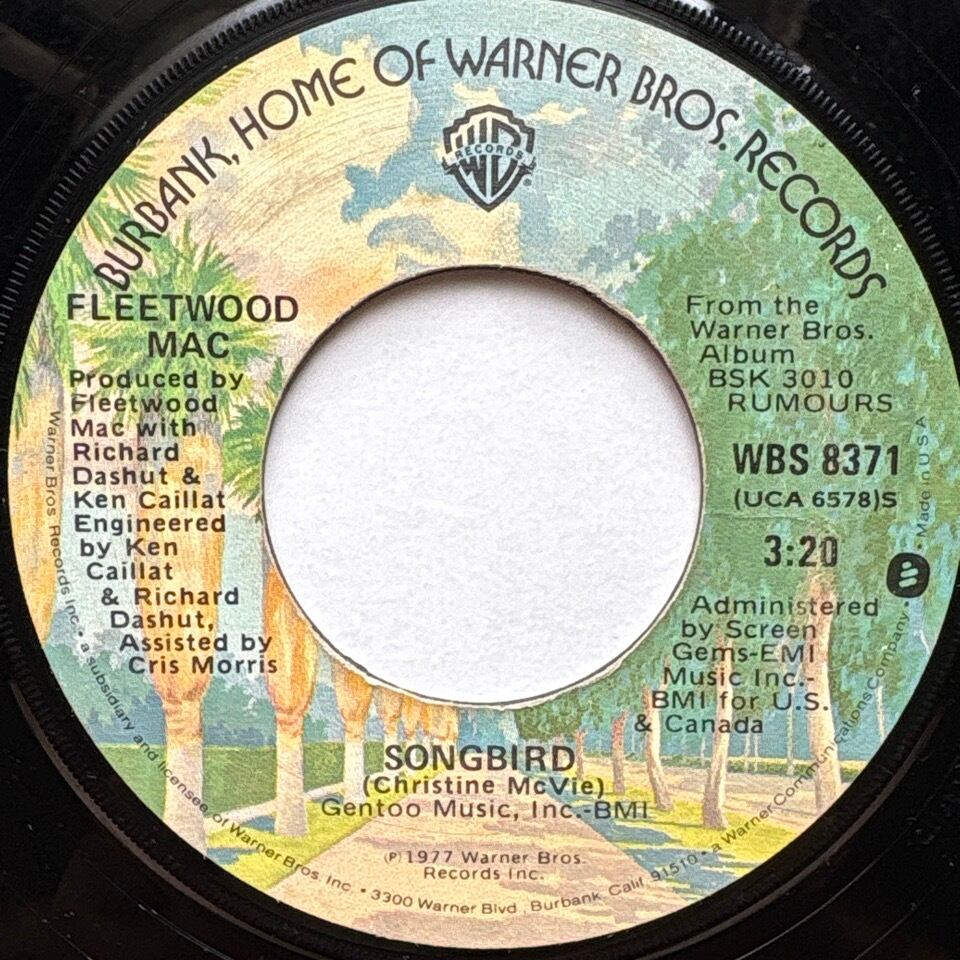 BURBANK, HOME OF WARNER BROS. RECORDS
WB
RECORDS
®
FLEETWOOD
MAC
Produced by
Fleetwood
Mac with
Richard
Dashut &
Ken Caillat
Engineered
by Ken
Caillat
& Richard
Dashut,
Assisted by
Cris Morris
From the
Warner Bros.
Album
BSK 3010
RUMOURS
WBS 8371
(UCA 6578)S
3:20
Administered
by Screen
Gems-EMI
Music Inc.-
BMI for U.S.
& Canada
SONGBIRD
(Christine McVie)
Gentoo Music, Inc.-BMI
℗1977 Warner Bros.
Records Inc.
Warner Bros. Records Inc. • a subsidiary and licensee of Warner Bros. Inc. • 3300 Warner Blvd., Burbank, Calif. 91510 • a Warner Communications Company • Made in U S A